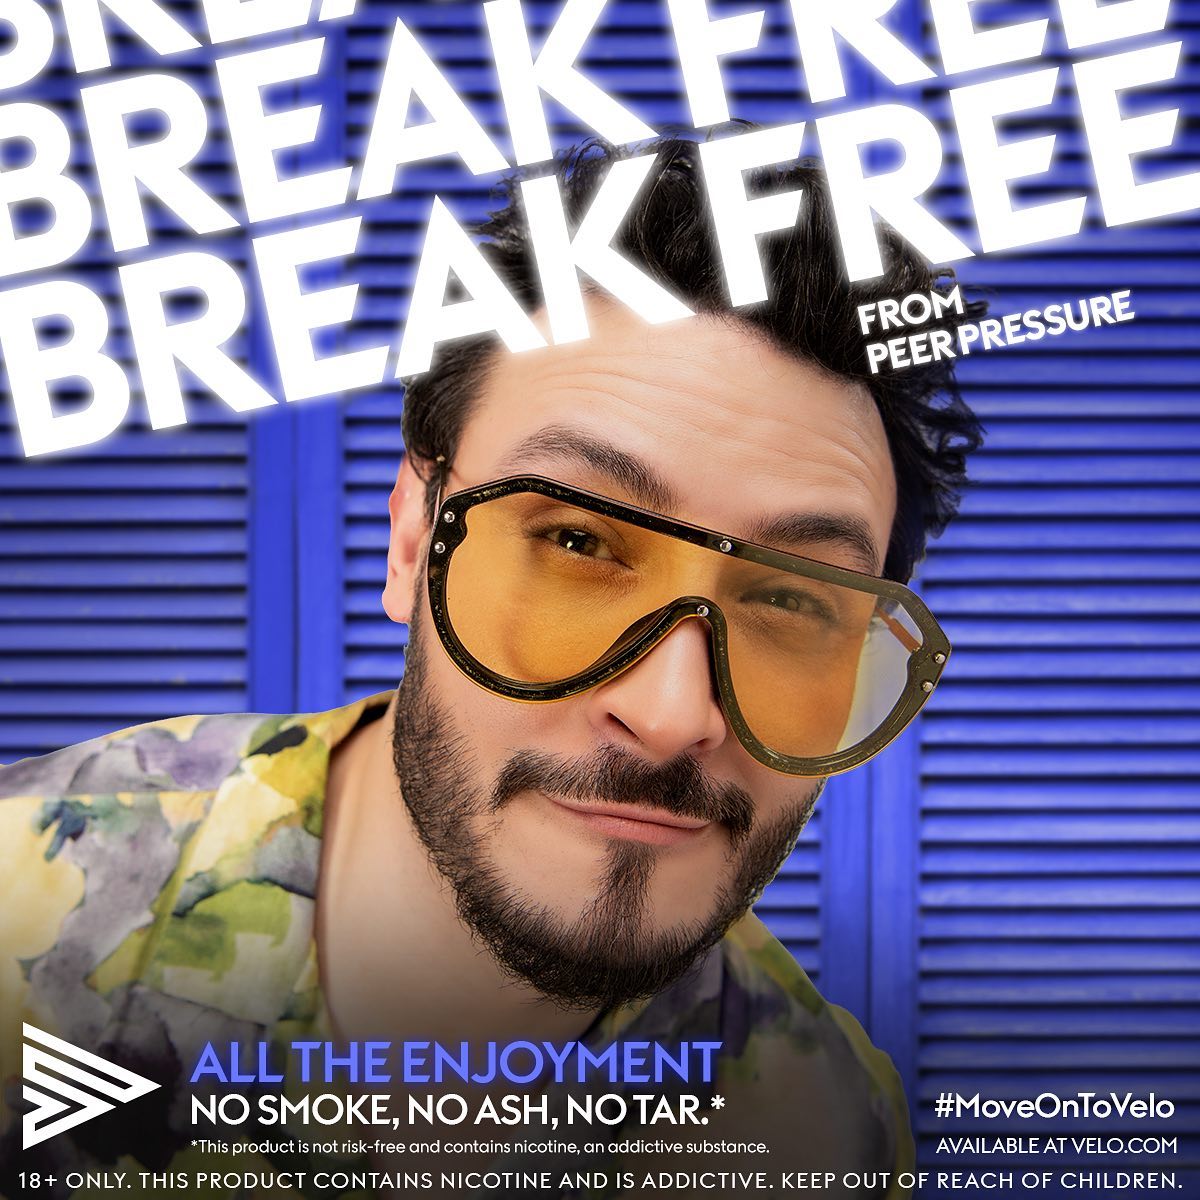 BREAK FREE
BREAK FREE
BREAK FREE
FROM
PEER PRESSURE
ALL THE ENJOYMENT
NO SMOKE, NO ASH, NO TAR.*
*This product is not risk-free and contains nicotine, an addictive substance.
#MoveOnToVelo
AVAILABLE AT VELO.COM
18+ ONLY. THIS PRODUCT CONTAINS NICOTINE AND IS ADDICTIVE. KEEP OUT OF REACH OF CHILDREN.